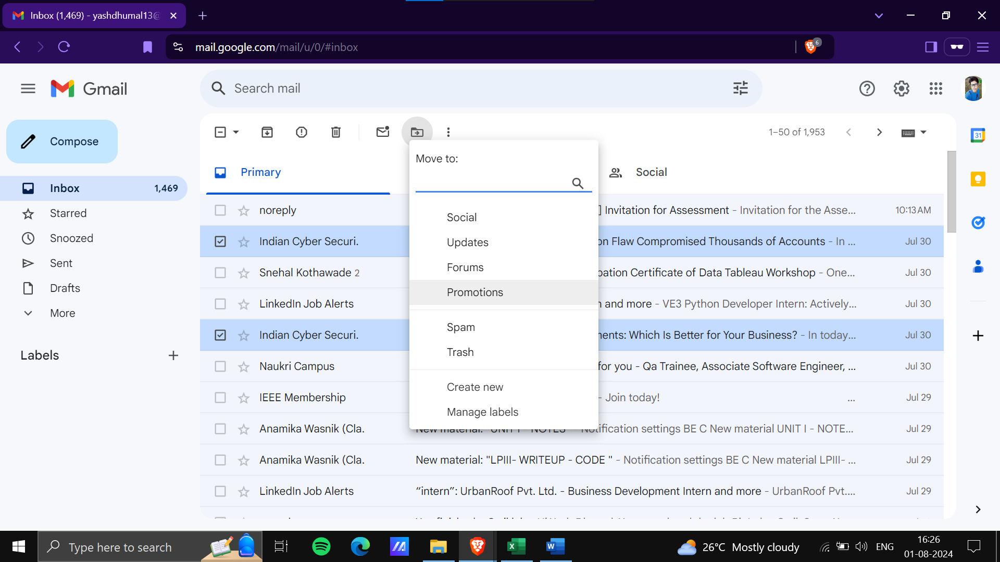 Inbox (1,469) - yashdhumal13@
mail.google.com/mail/u/0/#inbox
6
Gmail
Search mail
Compose
1–50 of 1,953
31
Move to:
Primary
Social
Inbox 1,469
Starred
Snoozed
Sent
Drafts
More
Labels
Social
Updates
Forums
Promotions
Spam
Trash
Create new
Manage labels
noreply Invitation for Assessment - Invitation for the Asse... 10:13 AM
Indian Cyber Securi. on Flaw Compromised Thousands of Accounts - In ... Jul 30
Snehal Kothawade 2 pation Certificate of Data Tableau Workshop - One... Jul 30
LinkedIn Job Alerts and more - VE3 Python Developer Intern: Actively... Jul 30
Indian Cyber Securi. ments: Which Is Better for Your Business? - In today... Jul 30
Naukri Campus for you - Qa Trainee, Associate Software Engineer, ... Jul 30
IEEE Membership - Join today! ... Jul 29
Anamika Wasnik (Cla. New material: "UNIT I - NOTES" - Notification settings BE C New material UNIT I - NOTE... Jul 29
Anamika Wasnik (Cla. New material: "LPIII- WRITEUP - CODE " - Notification settings BE C New material LPIII- ... Jul 29
LinkedIn Job Alerts “intern”: UrbanRoof Pvt. Ltd. - Business Development Intern and more - UrbanRoof Pvt.... Jul 29
Type here to search
26°C Mostly cloudy
ENG
16:26
01-08-2024